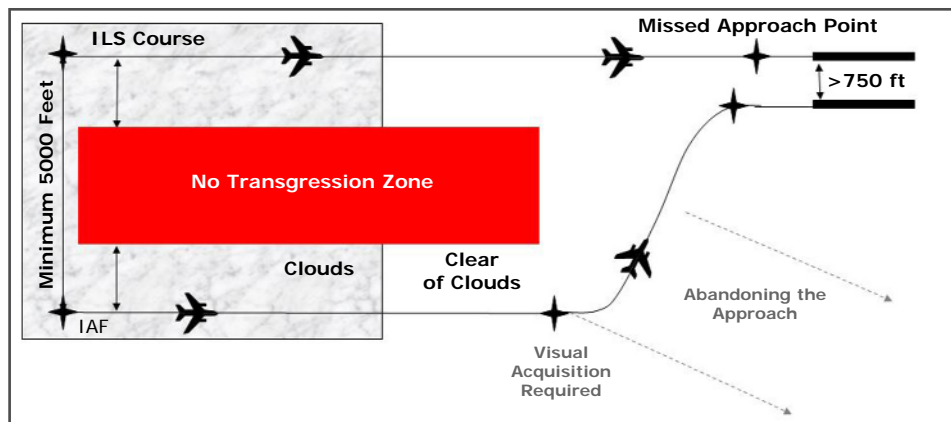 ILS Course
Missed Approach Point
>750 ft
Minimum 5000 Feet
No Transgression Zone
Clouds
Clear
of Clouds
IAF
Abandoning the
Approach
Visual
Acquisition
Required